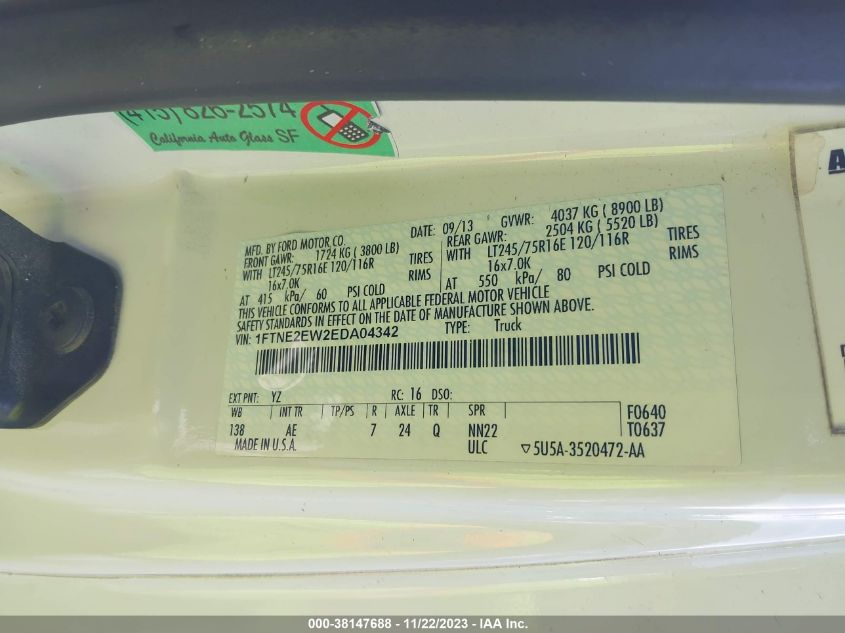 (415) 626-2574
California Auto Glass SF
MFD. BY FORD MOTOR CO.
DATE: 09/13 GVWR: 4037 KG ( 8900 LB)
FRONT GAWR: 1724 KG ( 3800 LB)
REAR GAWR: 2504 KG ( 5520 LB)
WITH LT245/75R16E 120/116R TIRES
WITH LT245/75R16E 120/116R TIRES
16x7.0K RIMS
16x7.0K RIMS
AT 415 kPa/ 60 PSI COLD
AT 550 kPa/ 80 PSI COLD
THIS VEHICLE CONFORMS TO ALL APPLICABLE FEDERAL MOTOR VEHICLE
SAFETY STANDARDS IN EFFECT ON THE DATE OF MANUFACTURE SHOWN ABOVE.
VIN: 1FTNE2EW2EDA04342
TYPE: Truck
EXT PNT: YZ RC: 16 DSO:
WB INT TR TP/PS R AXLE TR SPR
F0640
138 AE 7 24 Q NN22
T0637
MADE IN U.S.A. ULC ▽5U5A-3520472-AA
000-38147688 - 11/22/2023 - IAA Inc.